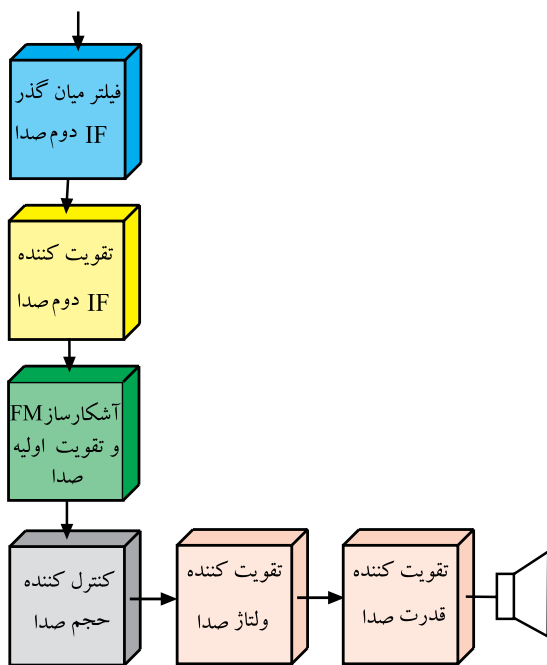 فیلتر میان گذر
IF دوم صدا
تقویت کننده
IF دوم صدا
آشکارساز FM
و تقویت اولیه
صدا
کنترل کننده
حجم صدا
تقویت کننده
ولتاژ صدا
تقویت کننده
قدرت صدا